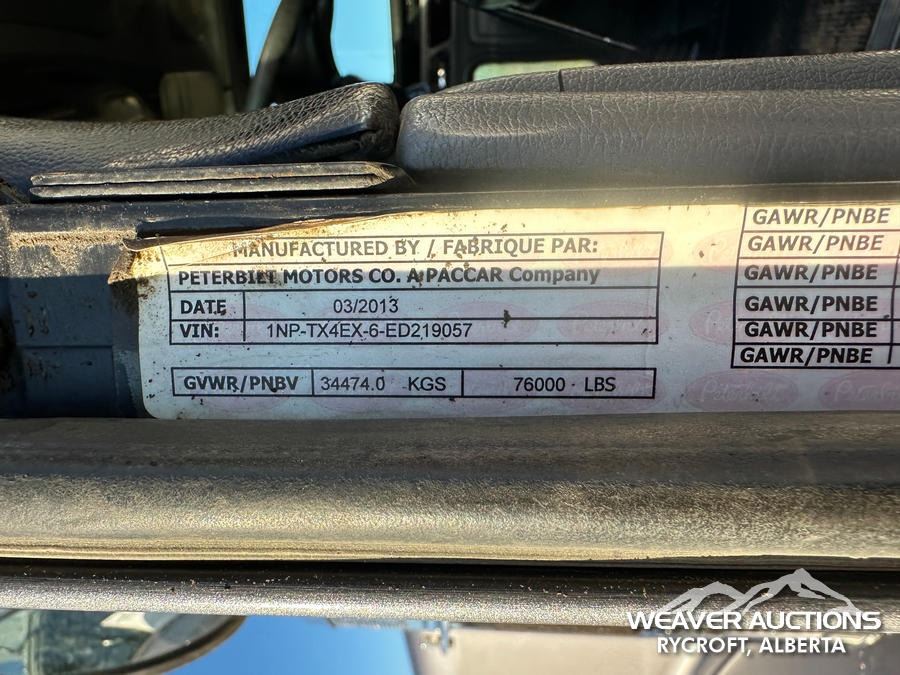 MANUFACTURED BY / FABRIQUE PAR:
PETERBILT MOTORS CO. A PACCAR Company
DATE 03/2013
VIN: 1NP-TX4EX-6-ED219057
GVWR/PNBV 34474.0 KGS 76000 LBS
GAWR/PNBE
GAWR/PNBE
GAWR/PNBE
GAWR/PNBE
GAWR/PNBE
GAWR/PNBE
WEAVER AUCTIONS
RYCROFT, ALBERTA